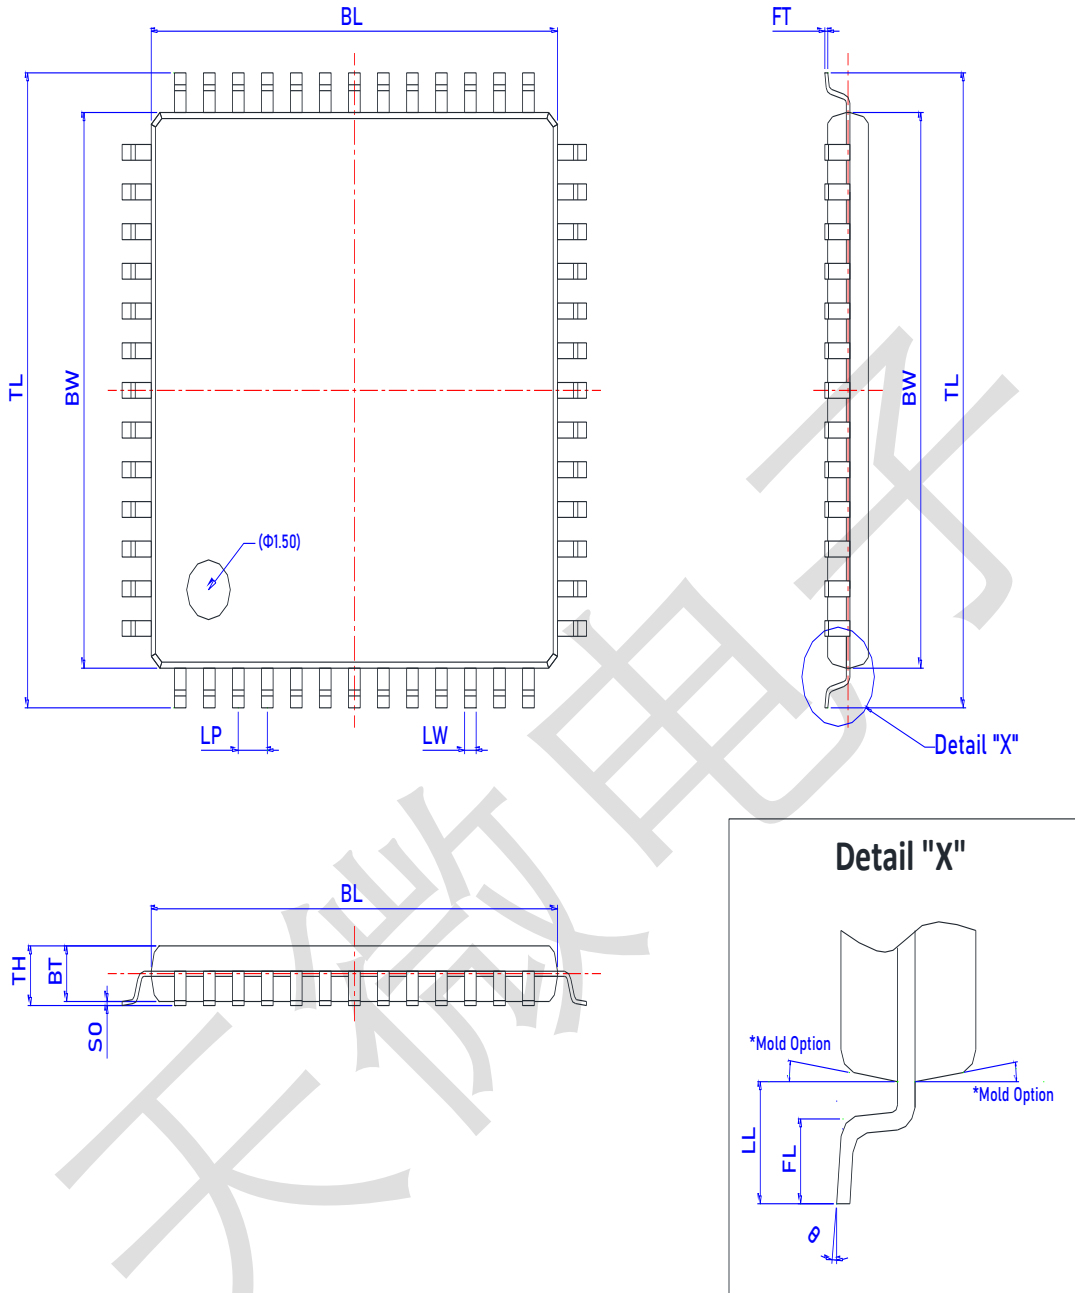 BL
FT
TL
BW
BW
TL
(Φ1.50)
LP
LW
Detail "X"
BL
TH
BT
SO
Detail "X"
*Mold Option
*Mold Option
LL
FL
θ
天微电子